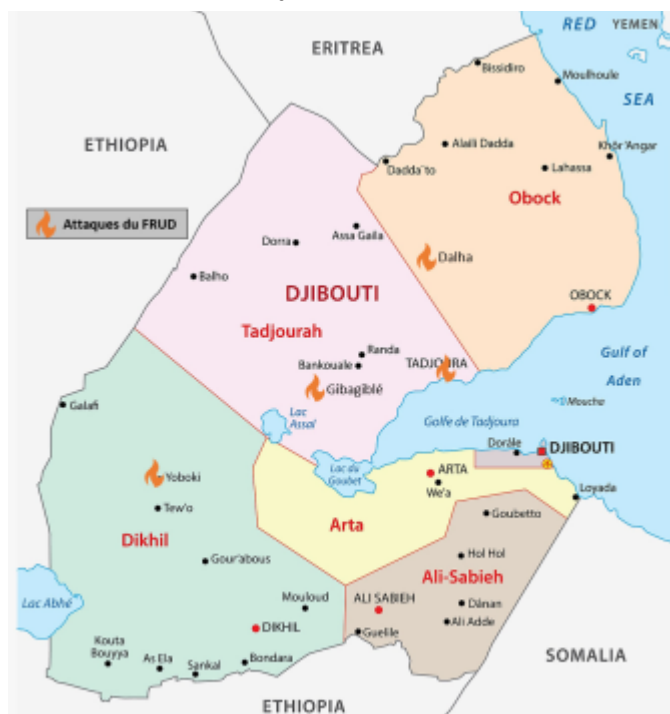 RED
YEMEN
ERITREA
Bissidiro
Moulhoule
SEA
ETHIOPIA
Alaili Dadda
Khôr 'Angar
Dadda'to
Lahassa
Obock
Attaques du FRUD
Assa Gaila
Dorra
Dalha
Balho
DJIBOUTI
OBOCK
Tadjourah
Gulf of
Aden
Randa
Bankouale
TADJOURA
Gibagiblé
Mouche
Galafi
Lac
Assal
Golfe de Tadjoura
Dorále
DJIBOUTI
Lac du
Goubet
ARTA
Yoboki
We'a
Loyada
Tew'o
Goubetto
Arta
Dikhil
Hol Hol
Gour'abous
Ali-Sabieh
Lac Abhé
Mouloud
ALI SABIEH
Dânan
Ali Adde
DIKHIL
Guelile
Kouta
Bouyya
As Ela
Sankal
Bondara
SOMALIA
ETHIOPIA